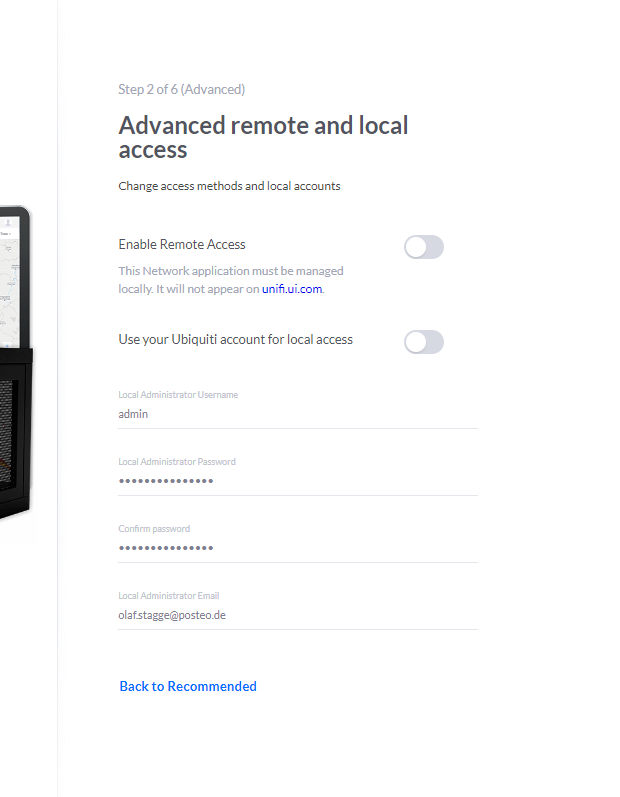 Step 2 of 6 (Advanced)
Advanced remote and local
access
Change access methods and local accounts
Enable Remote Access
This Network application must be managed
locally. It will not appear on unifi.ui.com.
Use your Ubiquiti account for local access
Local Administrator Username
admin
Local Administrator Password
•••••••••••••••
Confirm password
•••••••••••••••
Local Administrator Email
olaf.stagge@posteo.de
Back to Recommended